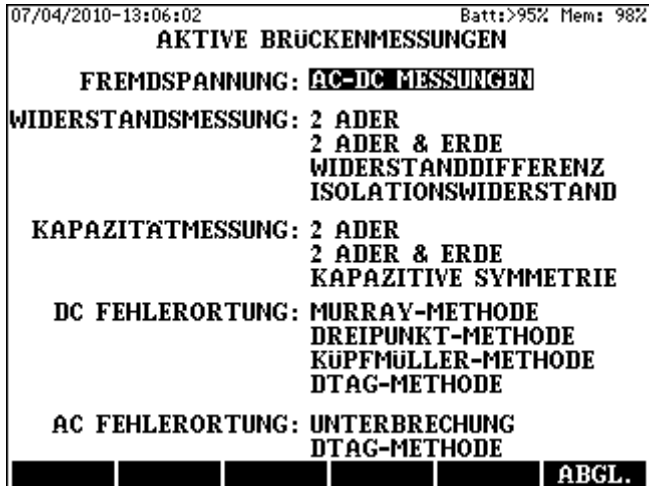 07/04/2010-13:06:02 Batt:>95% Mem: 98%
AKTIVE BRüCKENMESSUNGEN
FREMDSPANNUNG: AC-DC MESSUNGEN
WIDERSTANDSMESSUNG: 2 ADER
2 ADER & ERDE
WIDERSTANDDIFFERENZ
ISOLATIONSWIDERSTAND
KAPAZITÄTMESSUNG: 2 ADER
2 ADER & ERDE
KAPAZITIVE SYMMETRIE
DC FEHLERORTUNG: MURRAY-METHODE
DREIPUNKT-METHODE
KüPFMüLLER-METHODE
DTAG-METHODE
AC FEHLERORTUNG: UNTERBRECHUNG
DTAG-METHODE
ABGL.